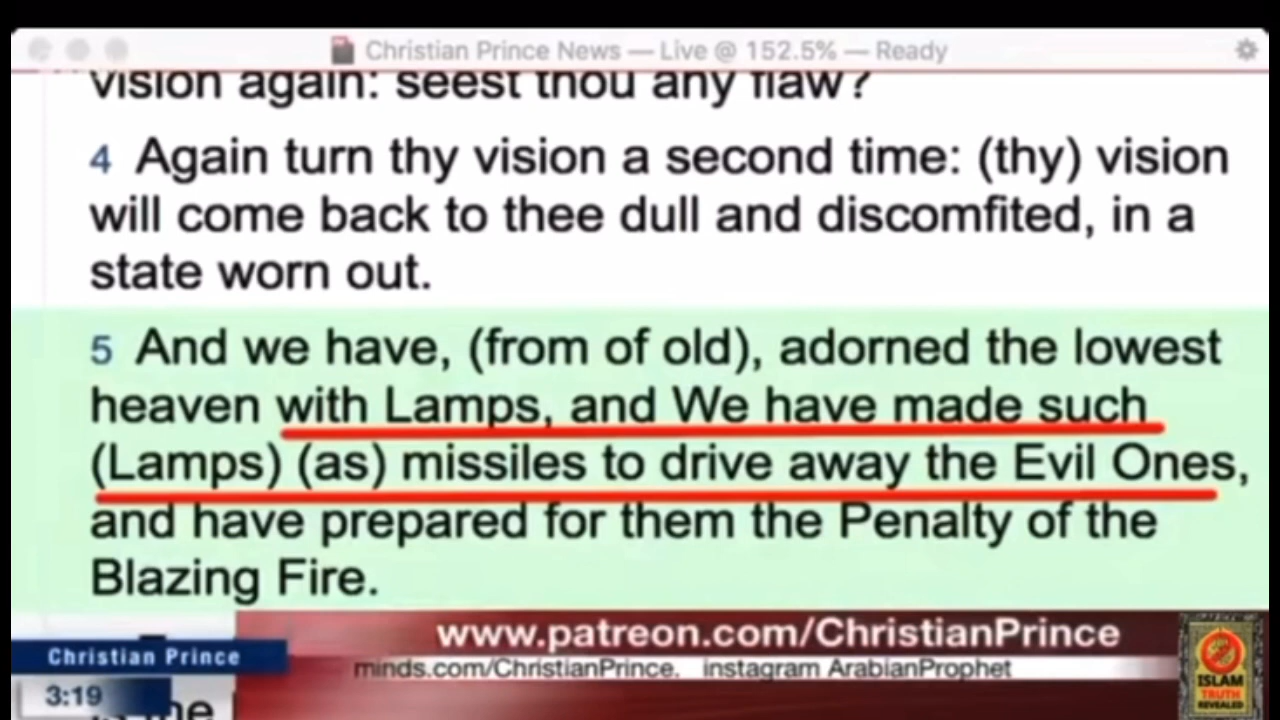 Christian Prince News — Live @ 152.5% — Ready
vision again: seest thou any flaw?
4 Again turn thy vision a second time: (thy) vision
will come back to thee dull and discomfited, in a
state worn out.
5 And we have, (from of old), adorned the lowest
heaven with Lamps, and We have made such
(Lamps) (as) missiles to drive away the Evil Ones,
and have prepared for them the Penalty of the
Blazing Fire.
www.patreon.com/ChristianPrince
Christian Prince
minds.com/ChristianPrince. instagram ArabianProphet
3:19
ISLAM
TRUTH
REVEALED